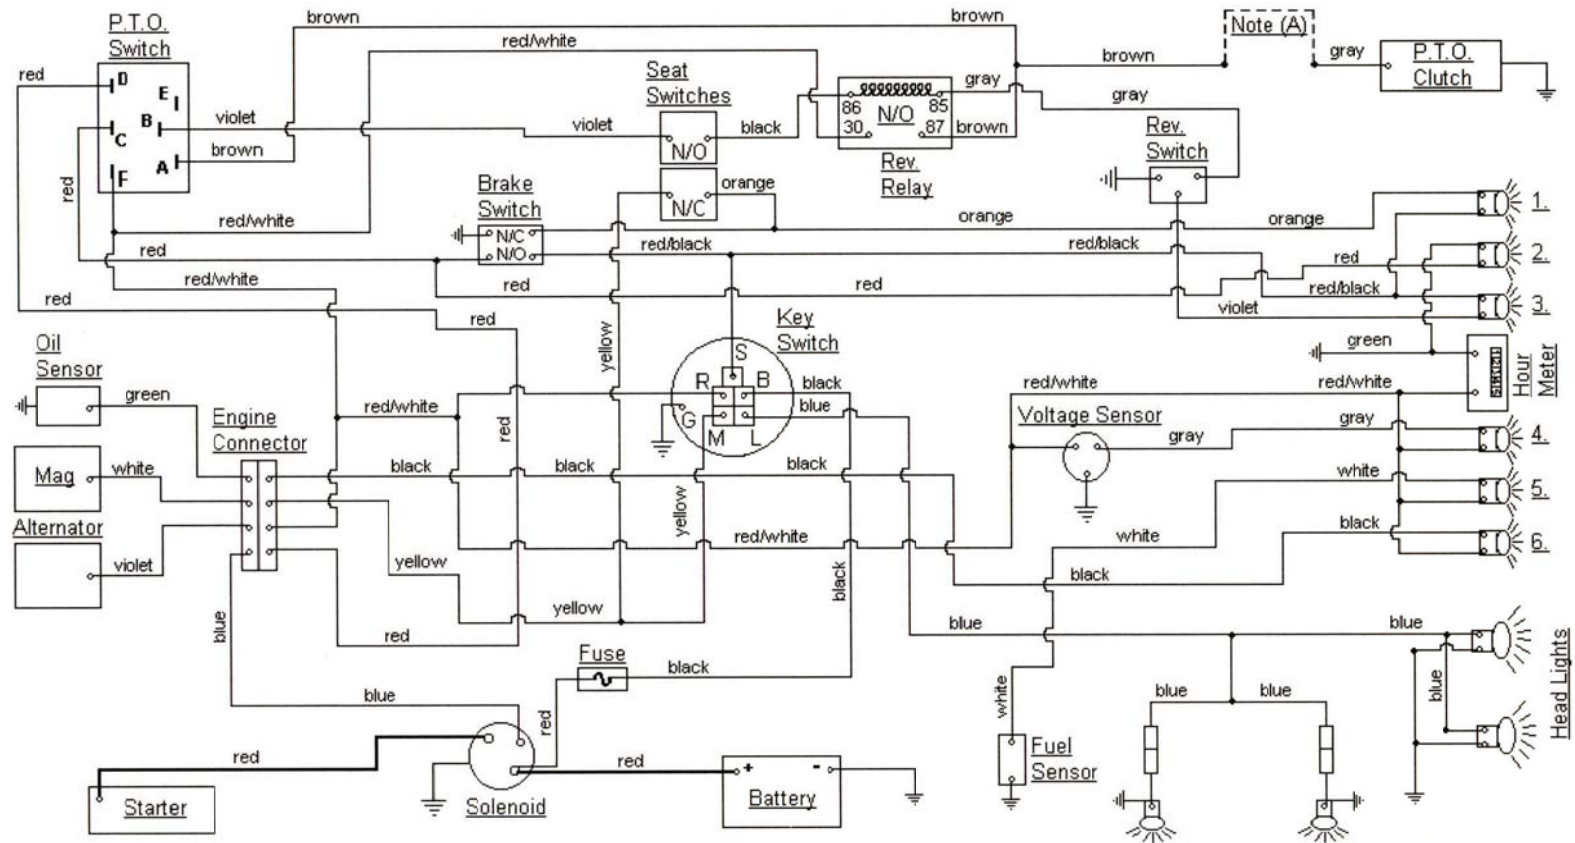 P.T.O.
Switch
brown
brown
red/white
Note (A)
gray
P.T.O.
Clutch
brown
red
D
E
B
C
A
F
violet
brown
Seat
Switches
violet
N/O
black
N/C
orange
86
85
N/O
30
87
gray
brown
Rev.
Relay
gray
Rev.
Switch
red
red/white
Brake
Switch
N/C
N/O
red
red/white
red/black
red/black
orange
orange
1.
2.
3.
red
red/black
violet
red
red
red
red
Key
Switch
S
R
B
G
M
L
black
blue
yellow
green
Hour
Meter
Oil
Sensor
green
Engine
Connector
red/white
red
red/white
red/white
Voltage Sensor
gray
gray
4.
Mag
white
black
black
black
white
5.
Alternator
violet
yellow
yellow
yellow
red/white
white
black
6.
black
black
blue
red
blue
blue
Fuse
black
blue
red
white
blue
blue
blue
Head Lights
red
red
Starter
Solenoid
+
-
Battery
Fuel
Sensor